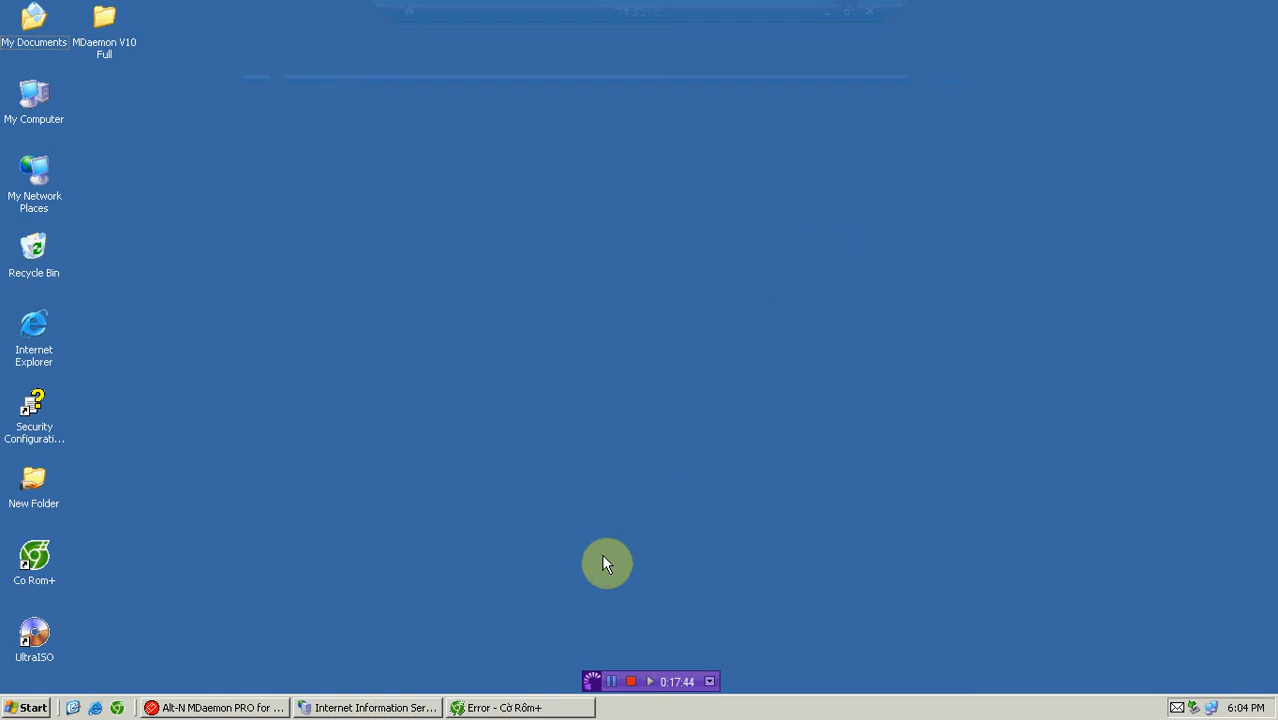 My Documents
MDaemon V10
Full
My Computer
My Network
Places
Recycle Bin
Internet
Explorer
Security
Configurati...
New Folder
Co Rom+
UltraISO
0:17:44
Start
Alt-N MDaemon PRO for ...
Internet Information Ser...
Error - Cờ Rôm+
6:04 PM